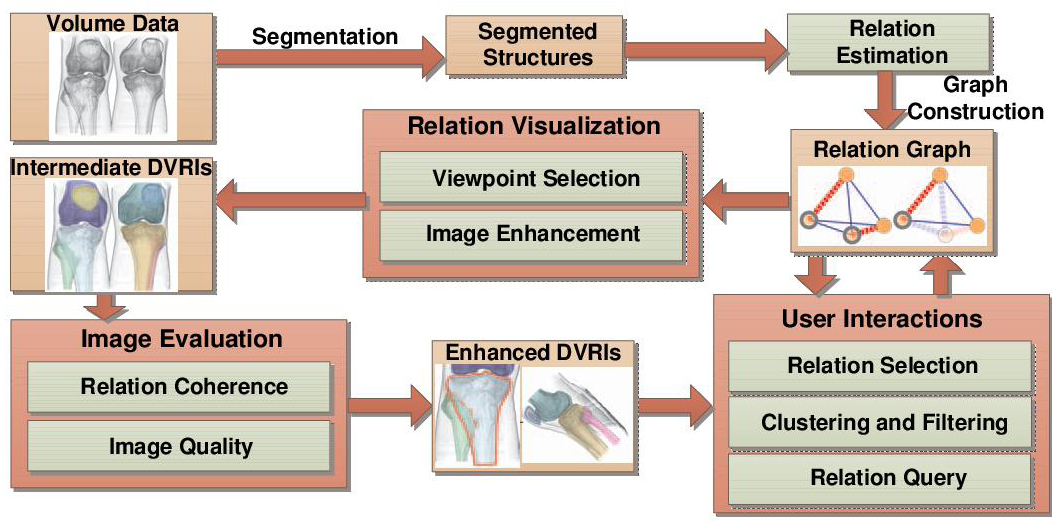 Volume Data
Segmentation
Segmented
Structures
Relation
Estimation
Graph
Construction
Relation Graph
Relation Visualization
Viewpoint Selection
Image Enhancement
Intermediate DVRIs
Image Evaluation
Relation Coherence
Image Quality
Enhanced DVRIs
User Interactions
Relation Selection
Clustering and Filtering
Relation Query